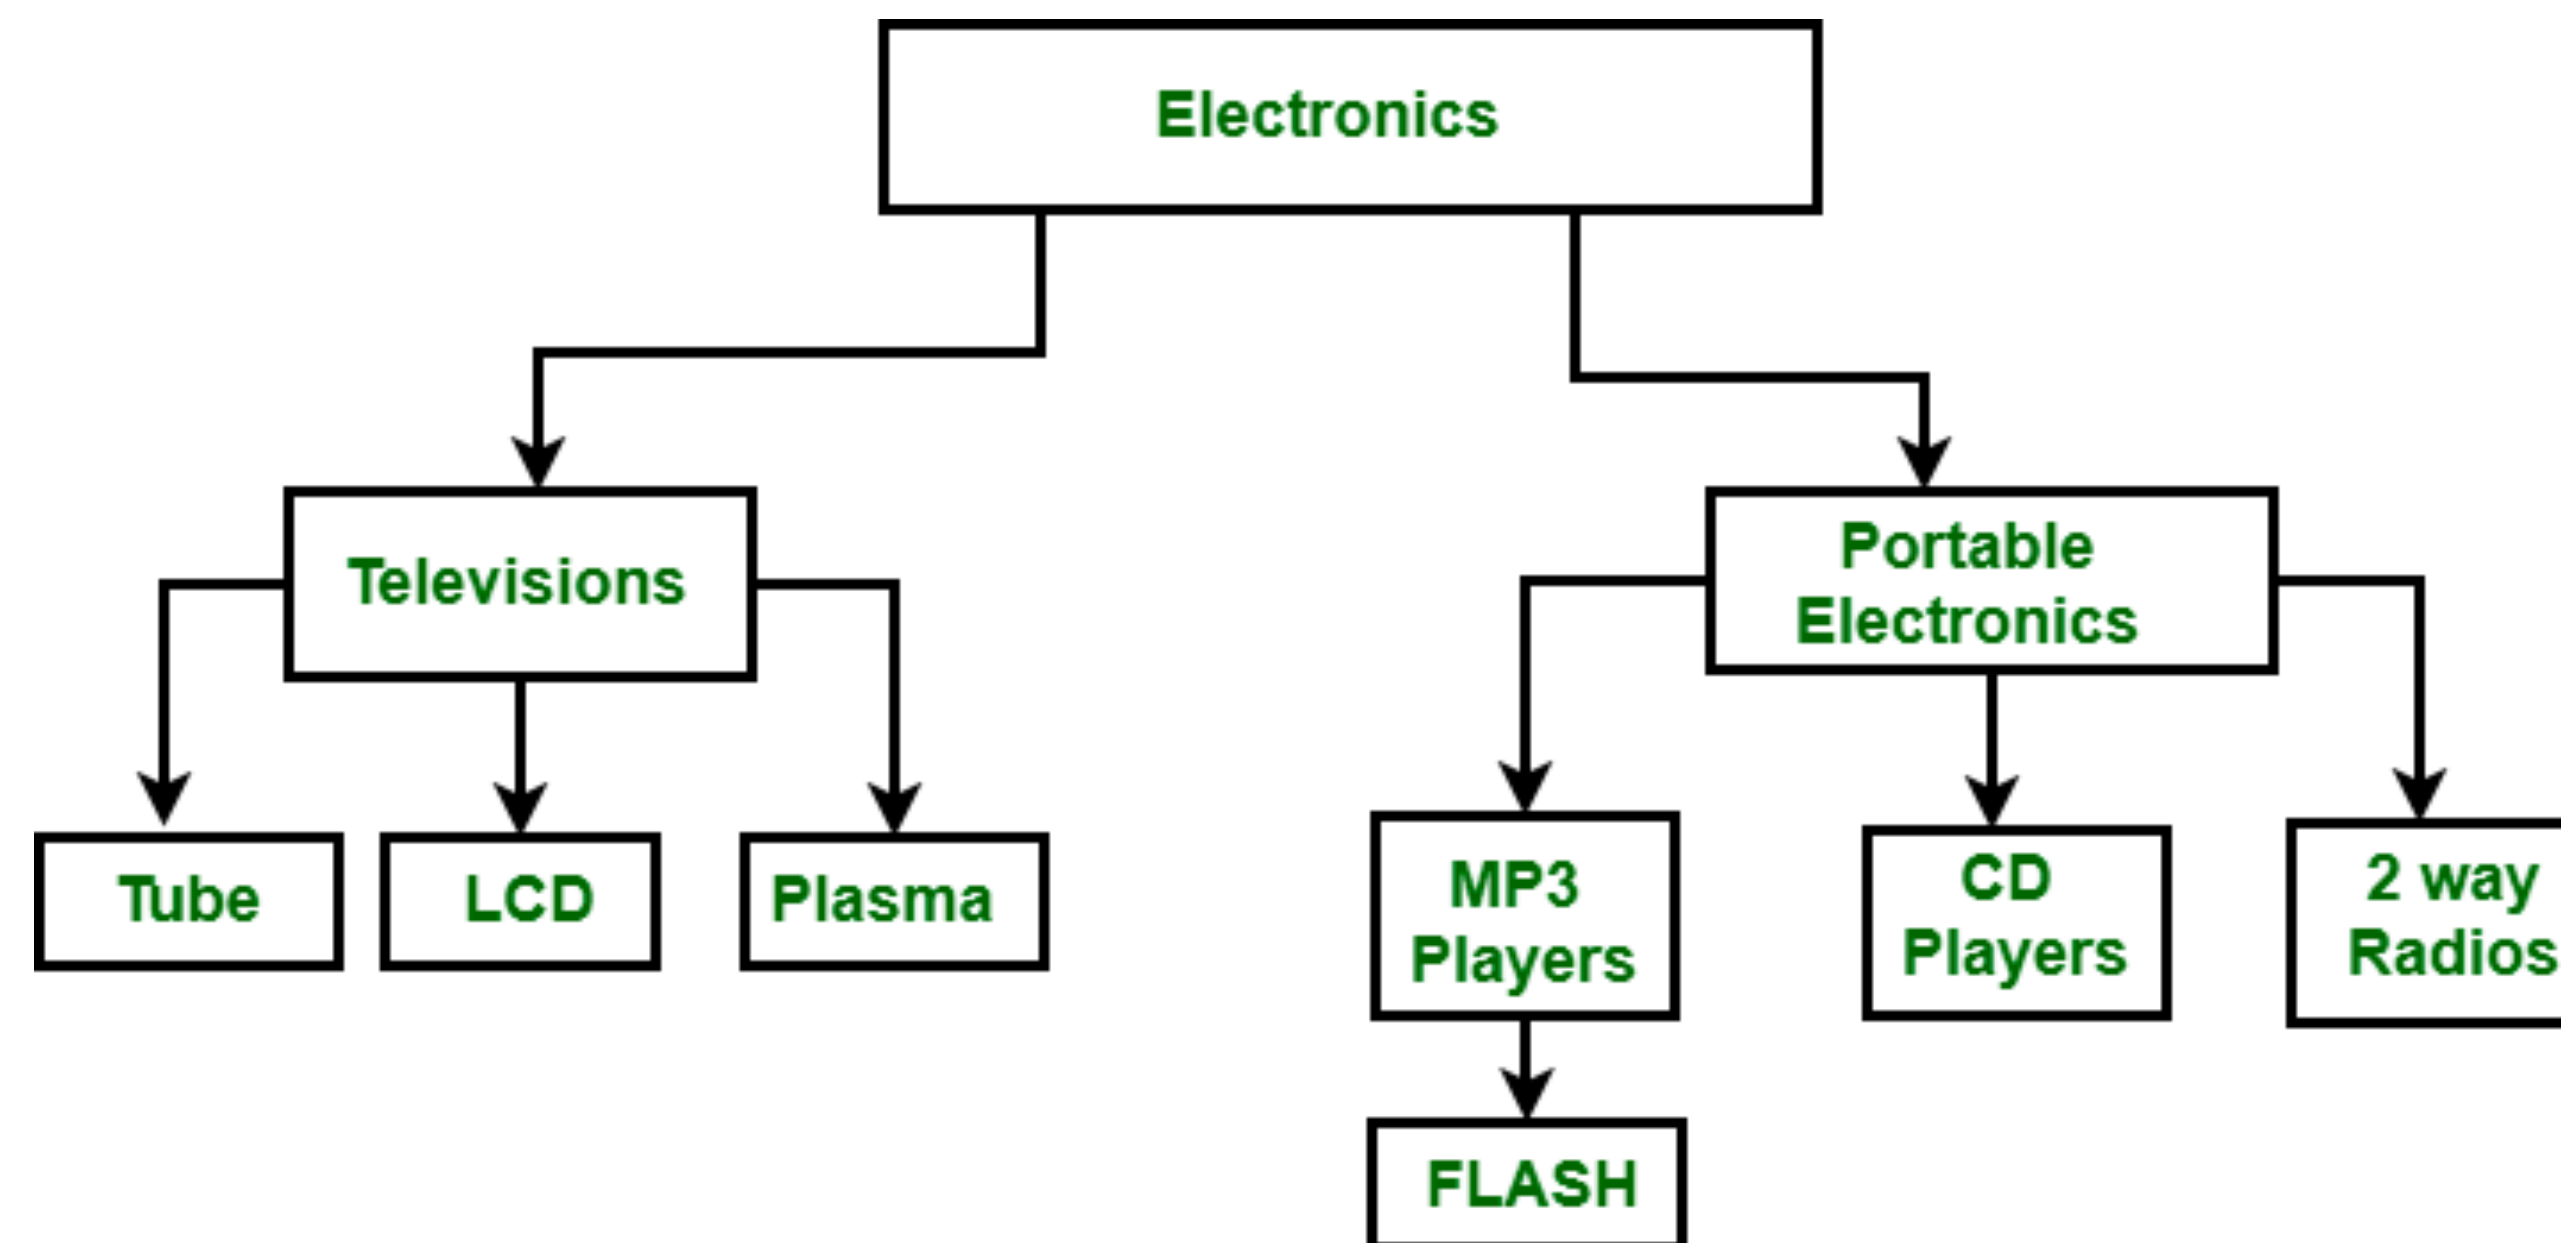 Electronics
Televisions
Portable
Electronics
Tube
LCD
Plasma
MP3
Players
CD
Players
2 way
Radios
FLASH